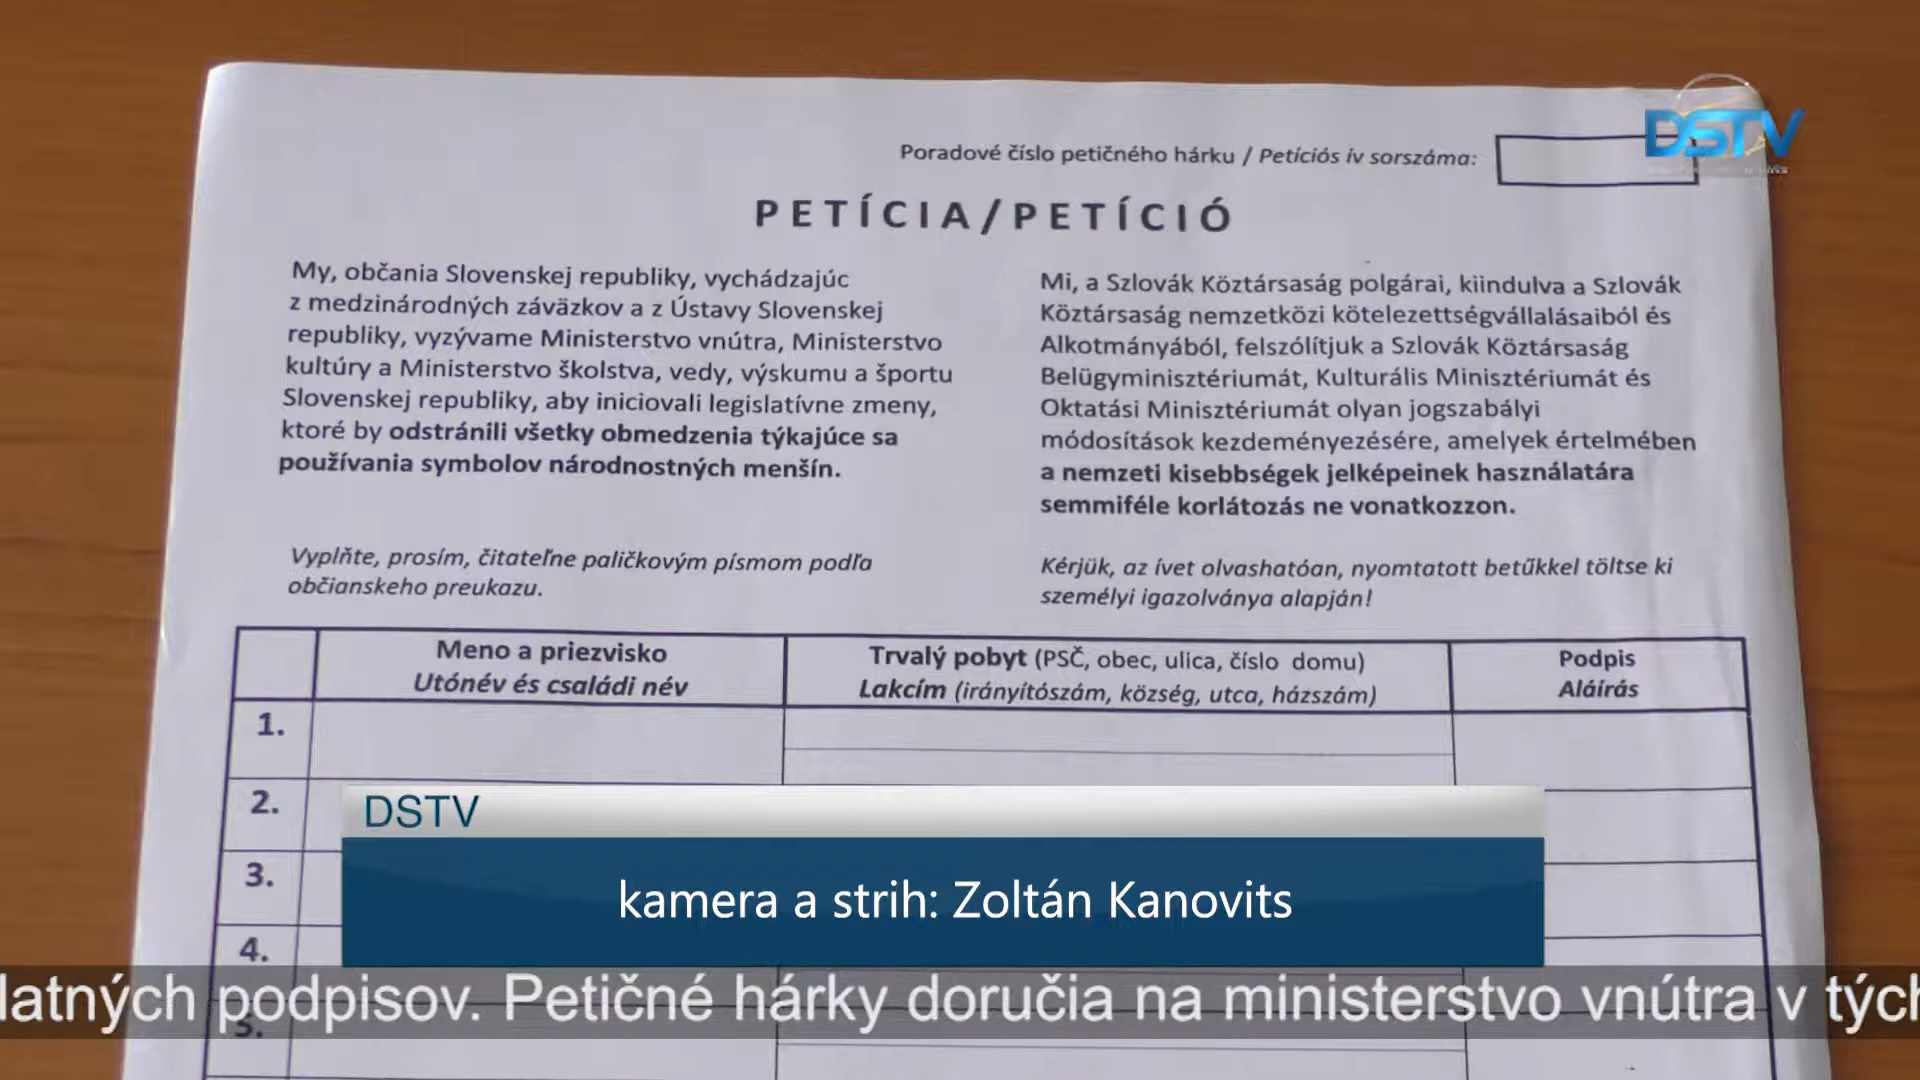 DSTV
Poradové číslo petičného hárku / Petíciós ív sorszáma:
PETÍCIA/PETÍCIÓ
My, občania Slovenskej republiky, vychádzajúc
z medzinárodných záväzkov a z Ústavy Slovenskej
republiky, vyzývame Ministerstvo vnútra, Ministerstvo
kultúry a Ministerstvo školstva, vedy, výskumu a športu
Slovenskej republiky, aby iniciovali legislatívne zmeny,
ktoré by odstránili všetky obmedzenia týkajúce sa
používania symbolov národnostných menšín.
Mi, a Szlovák Köztársaság polgárai, kiindulva a Szlovák
Köztársaság nemzetközi kötelezettségvállalásaiból és
Alkotmányából, felszólítjuk a Szlovák Köztársaság
Belügyminisztériumát, Kulturális Minisztériumát és
Oktatási Minisztériumát olyan jogszabályi
módosítások kezdeményezésére, amelyek értelmében
a nemzeti kisebbségek jelképeinek használatára
semmiféle korlátozás ne vonatkozzon.
Vyplňte, prosím, čitateľne paličkovým písmom podľa
občianskeho preukazu.
Kérjük, az ívet olvashatóan, nyomtatott betűkkel töltse ki
személyi igazolványa alapján!
Meno a priezvisko
Utónév és családi név
Trvalý pobyt (PSČ, obec, ulica, číslo domu)
Lakcím (irányítószám, község, utca, házszám)
Podpis
Aláírás
1.
2.
3.
4.
5.
DSTV
kamera a strih: Zoltán Kanovits
latných podpisov. Petičné hárky doručia na ministerstvo vnútra v tých